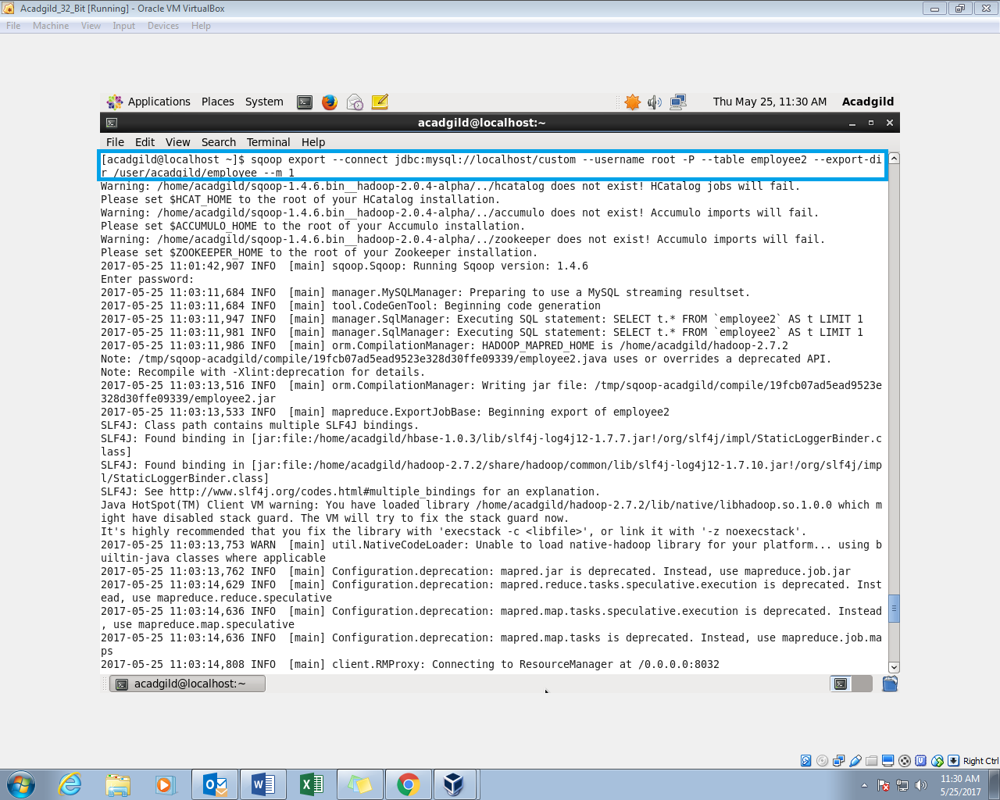 Acadgild_32_Bit [Running] - Oracle VM VirtualBox
File Machine View Input Devices Help
Applications Places System Thu May 25, 11:30 AM Acadgild
acadgild@localhost:~
File Edit View Search Terminal Help
[acadgild@localhost ~]$ sqoop export --connect jdbc:mysql://localhost/custom --username root -P --table employee2 --export-di
r /user/acadgild/employee --m 1
Warning: /home/acadgild/sqoop-1.4.6.bin__hadoop-2.0.4-alpha/../hcatalog does not exist! HCatalog jobs will fail.
Please set $HCAT_HOME to the root of your HCatalog installation.
Warning: /home/acadgild/sqoop-1.4.6.bin__hadoop-2.0.4-alpha/../accumulo does not exist! Accumulo imports will fail.
Please set $ACCUMULO_HOME to the root of your Accumulo installation.
Warning: /home/acadgild/sqoop-1.4.6.bin__hadoop-2.0.4-alpha/../zookeeper does not exist! Accumulo imports will fail.
Please set $ZOOKEEPER_HOME to the root of your Zookeeper installation.
2017-05-25 11:01:42,907 INFO  [main] sqoop.Sqoop: Running Sqoop version: 1.4.6
Enter password:
2017-05-25 11:03:11,684 INFO  [main] manager.MySQLManager: Preparing to use a MySQL streaming resultset.
2017-05-25 11:03:11,684 INFO  [main] tool.CodeGenTool: Beginning code generation
2017-05-25 11:03:11,947 INFO  [main] manager.SqlManager: Executing SQL statement: SELECT t.* FROM `employee2` AS t LIMIT 1
2017-05-25 11:03:11,981 INFO  [main] manager.SqlManager: Executing SQL statement: SELECT t.* FROM `employee2` AS t LIMIT 1
2017-05-25 11:03:11,986 INFO  [main] orm.CompilationManager: HADOOP_MAPRED_HOME is /home/acadgild/hadoop-2.7.2
Note: /tmp/sqoop-acadgild/compile/19fcb07ad5ead9523e328d30ffe09339/employee2.java uses or overrides a deprecated API.
Note: Recompile with -Xlint:deprecation for details.
2017-05-25 11:03:13,516 INFO  [main] orm.CompilationManager: Writing jar file: /tmp/sqoop-acadgild/compile/19fcb07ad5ead9523e
328d30ffe09339/employee2.jar
2017-05-25 11:03:13,533 INFO  [main] mapreduce.ExportJobBase: Beginning export of employee2
SLF4J: Class path contains multiple SLF4J bindings.
SLF4J: Found binding in [jar:file:/home/acadgild/hbase-1.0.3/lib/slf4j-log4j12-1.7.7.jar!/org/slf4j/impl/StaticLoggerBinder.c
lass]
SLF4J: Found binding in [jar:file:/home/acadgild/hadoop-2.7.2/share/hadoop/common/lib/slf4j-log4j12-1.7.10.jar!/org/slf4j/imp
l/StaticLoggerBinder.class]
SLF4J: See http://www.slf4j.org/codes.html#multiple_bindings for an explanation.
Java HotSpot(TM) Client VM warning: You have loaded library /home/acadgild/hadoop-2.7.2/lib/native/libhadoop.so.1.0.0 which m
ight have disabled stack guard. The VM will try to fix the stack guard now.
It's highly recommended that you fix the library with 'execstack -c <libfile>', or link it with '-z noexecstack'.
2017-05-25 11:03:13,753 WARN  [main] util.NativeCodeLoader: Unable to load native-hadoop library for your platform... using b
uiltin-java classes where applicable
2017-05-25 11:03:13,762 INFO  [main] Configuration.deprecation: mapred.jar is deprecated. Instead, use mapreduce.job.jar
2017-05-25 11:03:14,629 INFO  [main] Configuration.deprecation: mapred.reduce.tasks.speculative.execution is deprecated. Inst
ead, use mapreduce.reduce.speculative
2017-05-25 11:03:14,636 INFO  [main] Configuration.deprecation: mapred.map.tasks.speculative.execution is deprecated. Instead
, use mapreduce.map.speculative
2017-05-25 11:03:14,636 INFO  [main] Configuration.deprecation: mapred.map.tasks is deprecated. Instead, use mapreduce.job.ma
ps
2017-05-25 11:03:14,808 INFO  [main] client.RMProxy: Connecting to ResourceManager at /0.0.0.0:8032
acadgild@localhost:~
Right Ctrl
11:30 AM
5/25/2017